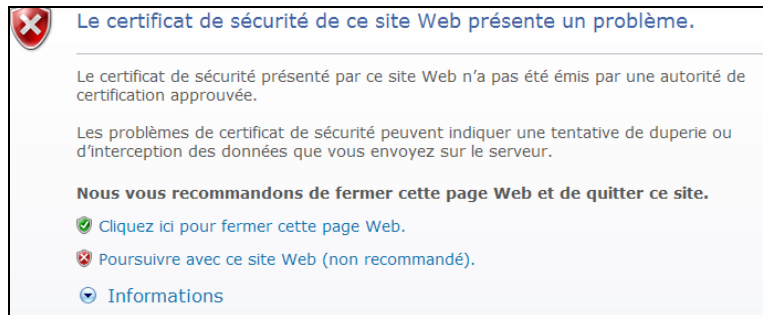 Le certificat de sécurité de ce site Web présente un problème.
Le certificat de sécurité présenté par ce site Web n'a pas été émis par une autorité de
certification approuvée.
Les problèmes de certificat de sécurité peuvent indiquer une tentative de duperie ou
d'interception des données que vous envoyez sur le serveur.
Nous vous recommandons de fermer cette page Web et de quitter ce site.
Cliquez ici pour fermer cette page Web.
Poursuivre avec ce site Web (non recommandé).
Informations